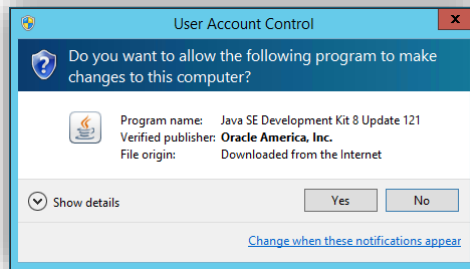 User Account Control
x
Do you want to allow the following program to make
changes to this computer?
Program name: Java SE Development Kit 8 Update 121
Verified publisher: Oracle America, Inc.
File origin: Downloaded from the Internet
Show details
Yes
No
Change when these notifications appear